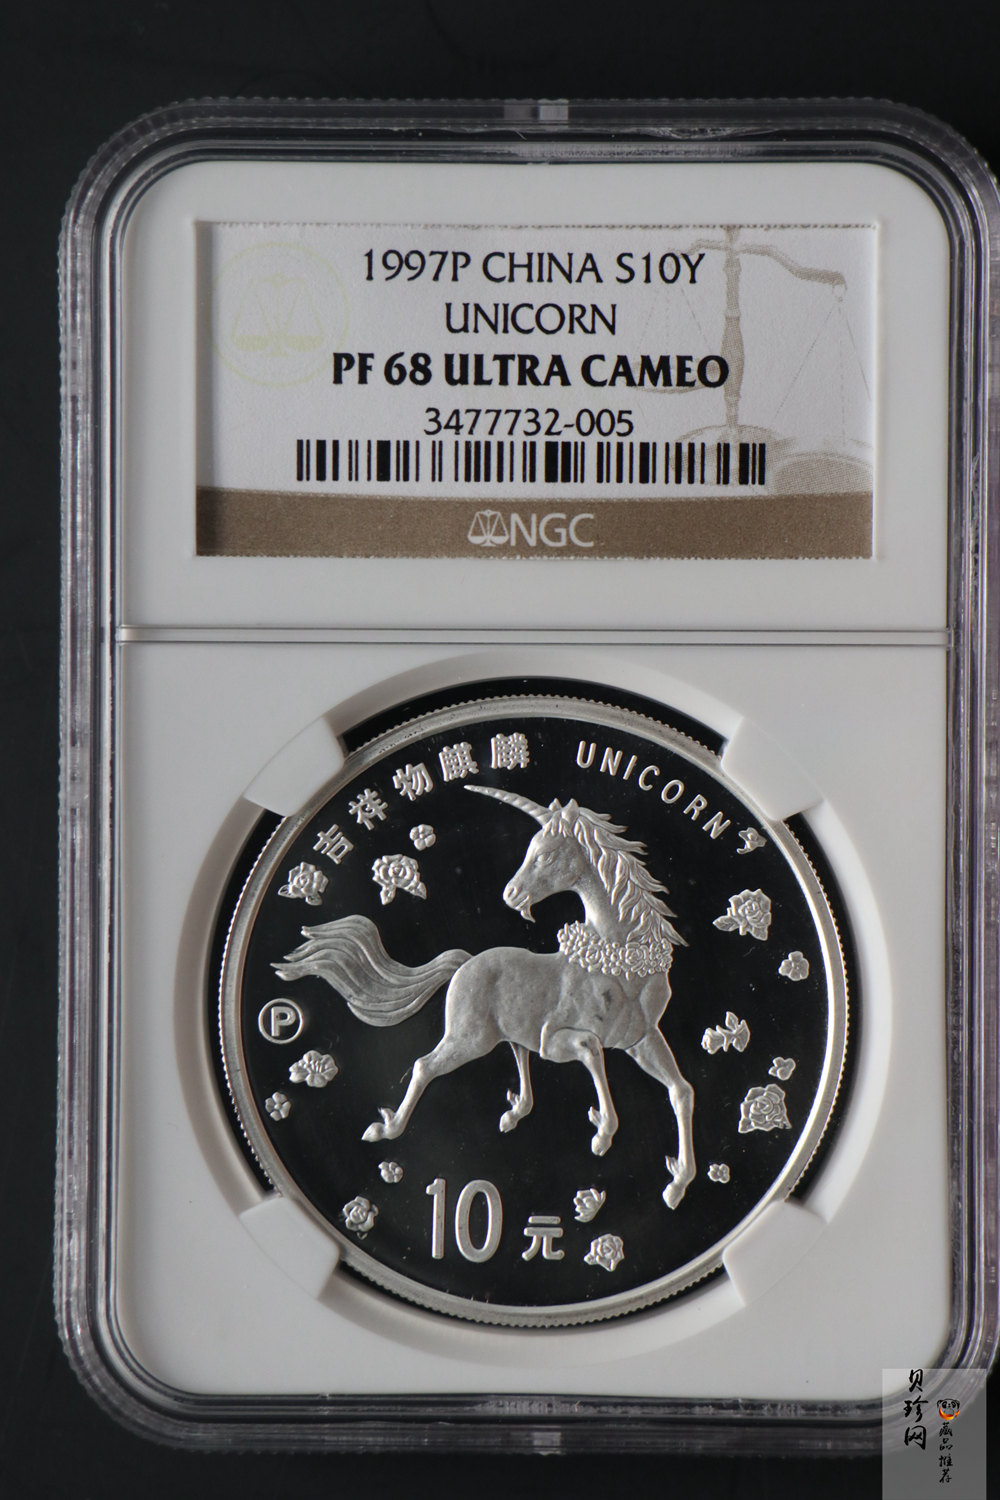 1997P CHINA S10Y
UNICORN
PF 68 ULTRA CAMEO
3477732-005
NGC
吉祥物麒麟 UNICORN
P
10元
贝珍网
藏品推荐